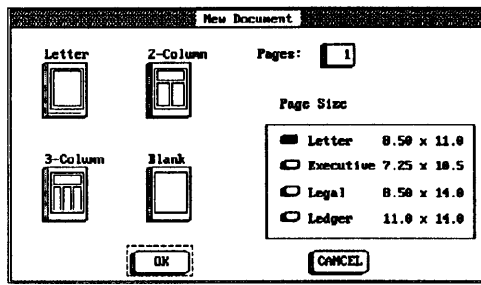 New Document
Letter 2-Column Pages: 1
Page Size
Letter 8.50 x 11.0
3-Column Blank
Executive 7.25 x 10.5
Legal 8.50 x 14.0
Ledger 11.0 x 14.0
OK CANCEL